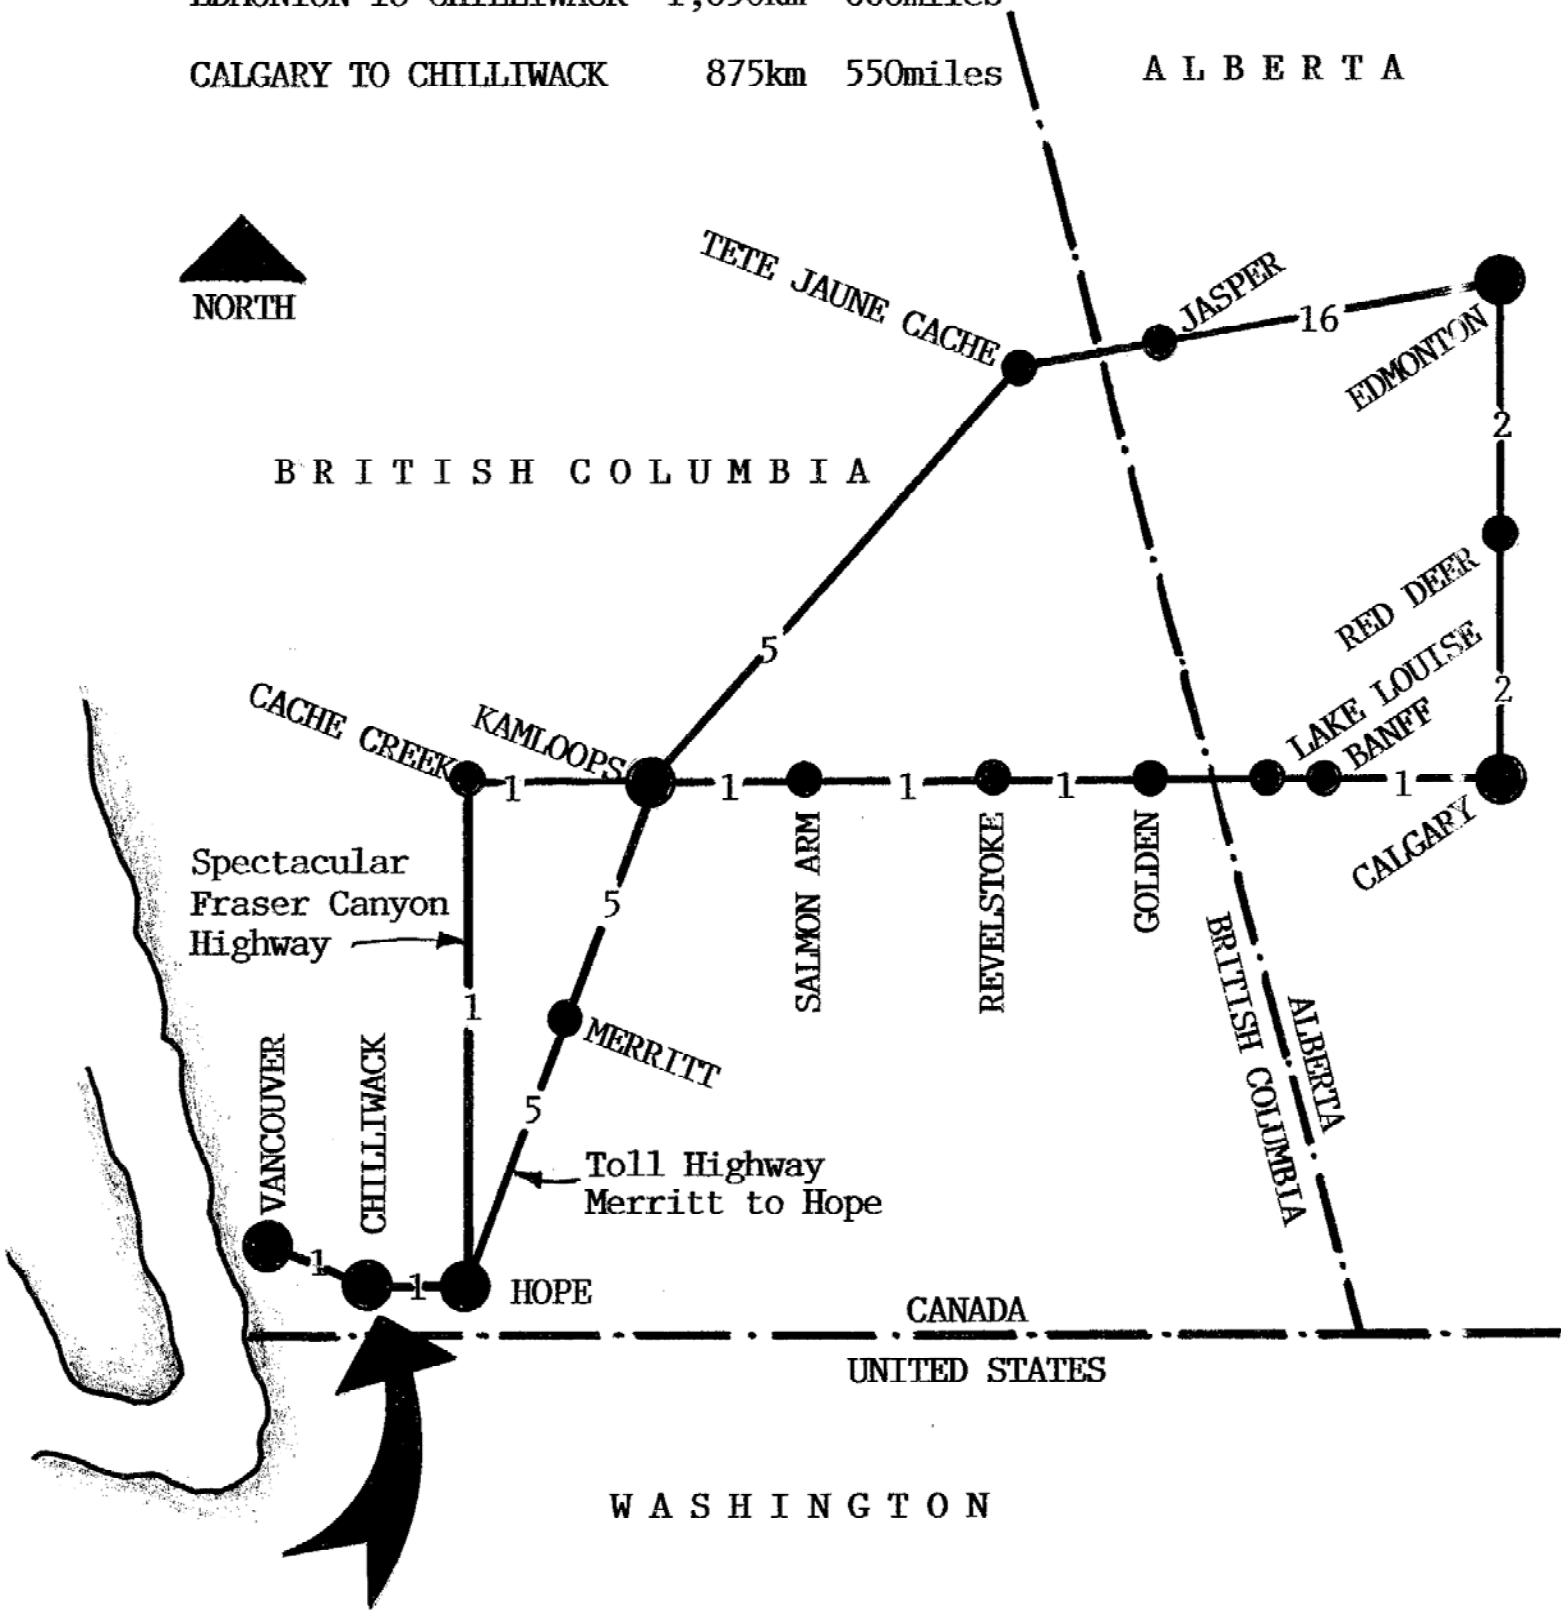 EDMONTON TO CHILLIWACK
CALGARY TO CHILLIWACK 875km 550miles
ALBERTA
NORTH
TETE JAUNE CACHE
JASPER
16
EDMONTON
2
BRITISH COLUMBIA
RED DEER
5
LAKE LOUISE
2
BANFF
CACHE CREEK
KAMLOOPS
1
1
1
1
1
CALGARY
SALMON ARM
REVELSTOKE
GOLDEN
Spectacular
Fraser Canyon
Highway
5
1
MERRITT
BRITISH COLUMBIA
ALBERTA
VANCOUVER
CHILLIWACK
5
Toll Highway
Merritt to Hope
1
1
HOPE
CANADA
UNITED STATES
WASHINGTON